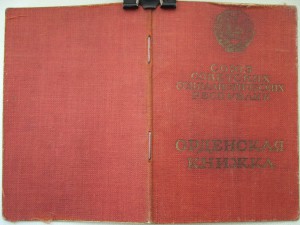 СОЮЗ
СОВЕТСКИХ
СОЦИАЛИСТИЧЕСКИХ
РЕСПУБЛИК
ОРДЕНСКАЯ
КНИЖКА